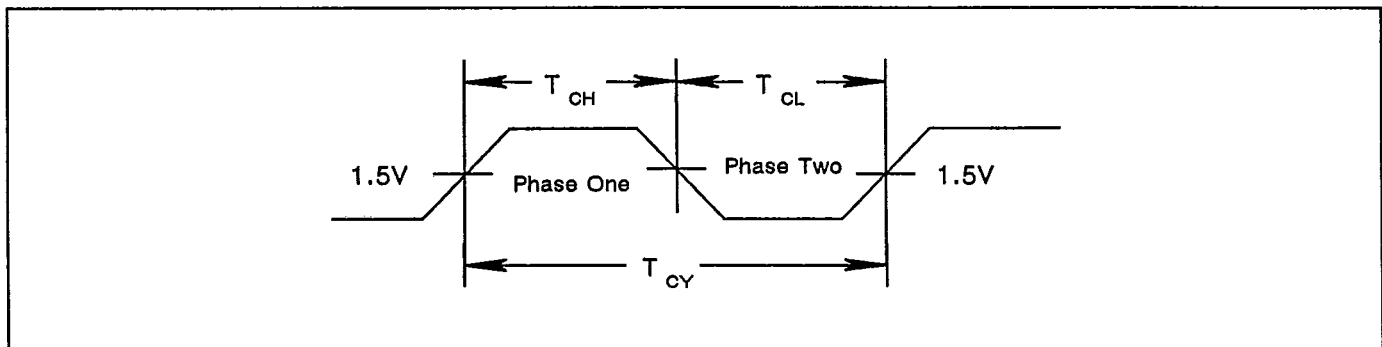 T CH
T CL
1.5V
Phase One
Phase Two
1.5V
T CY